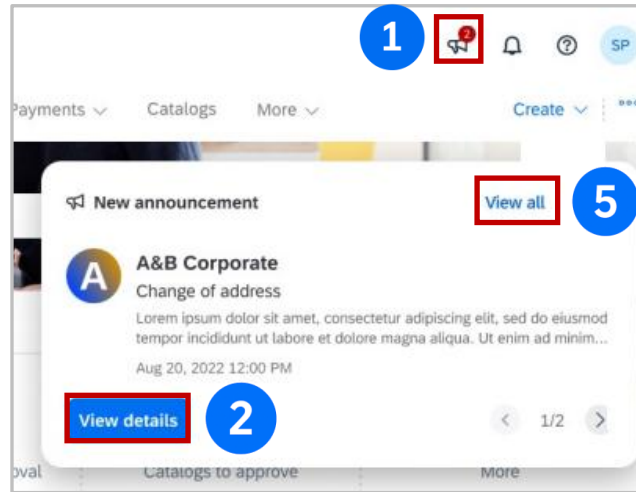 1
2
SP
Payments
Catalogs
More
Create
New announcement
View all
5
A
A&B Corporate
Change of address
Lorem ipsum dolor sit amet, consectetur adipiscing elit, sed do eiusmod
tempor incididunt ut labore et dolore magna aliqua. Ut enim ad minim...
Aug 20, 2022 12:00 PM
View details
2
1/2
oval
Catalogs to approve
More